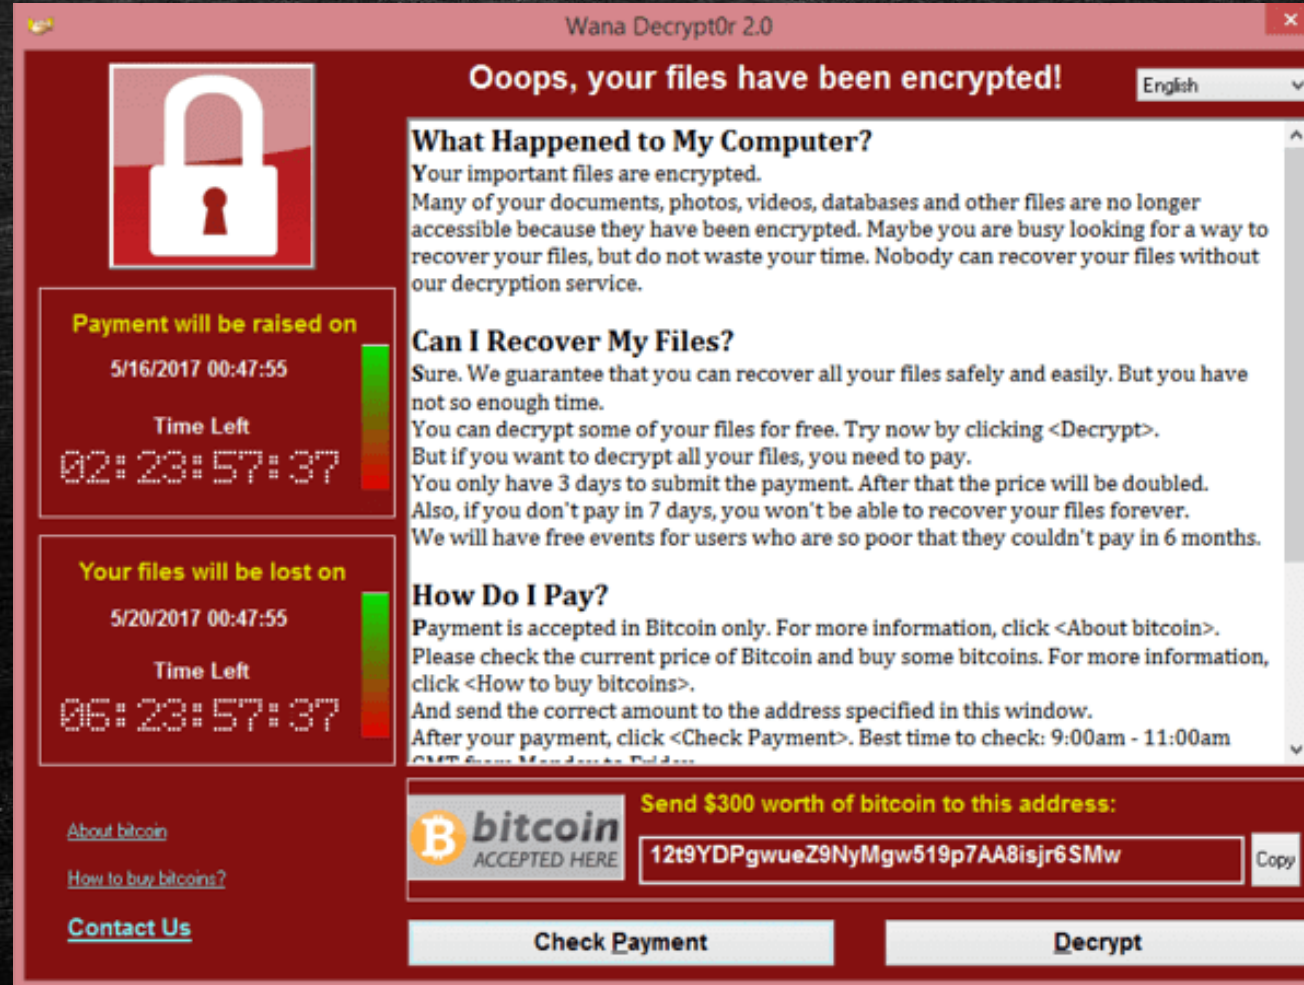 Wana Decrypt0r 2.0
Ooops, your files have been encrypted!
English
Payment will be raised on
5/16/2017 00:47:55
Time Left
02:23:57:37
Your files will be lost on
5/20/2017 00:47:55
Time Left
06:23:57:37
About bitcoin
How to buy bitcoins?
Contact Us
What Happened to My Computer?
Your important files are encrypted.
Many of your documents, photos, videos, databases and other files are no longer
accessible because they have been encrypted. Maybe you are busy looking for a way to
recover your files, but do not waste your time. Nobody can recover your files without
our decryption service.
Can I Recover My Files?
Sure. We guarantee that you can recover all your files safely and easily. But you have
not so enough time.
You can decrypt some of your files for free. Try now by clicking <Decrypt>.
But if you want to decrypt all your files, you need to pay.
You only have 3 days to submit the payment. After that the price will be doubled.
Also, if you don't pay in 7 days, you won't be able to recover your files forever.
We will have free events for users who are so poor that they couldn't pay in 6 months.
How Do I Pay?
Payment is accepted in Bitcoin only. For more information, click <About bitcoin>.
Please check the current price of Bitcoin and buy some bitcoins. For more information,
click <How to buy bitcoins>.
And send the correct amount to the address specified in this window.
After your payment, click <Check Payment>. Best time to check: 9:00am - 11:00am
GMT from Monday to Friday
bitcoin
ACCEPTED HERE
Send $300 worth of bitcoin to this address:
12t9YDPgwueZ9NyMgw519p7AA8isjr6SMw
Copy
Check Payment
Decrypt